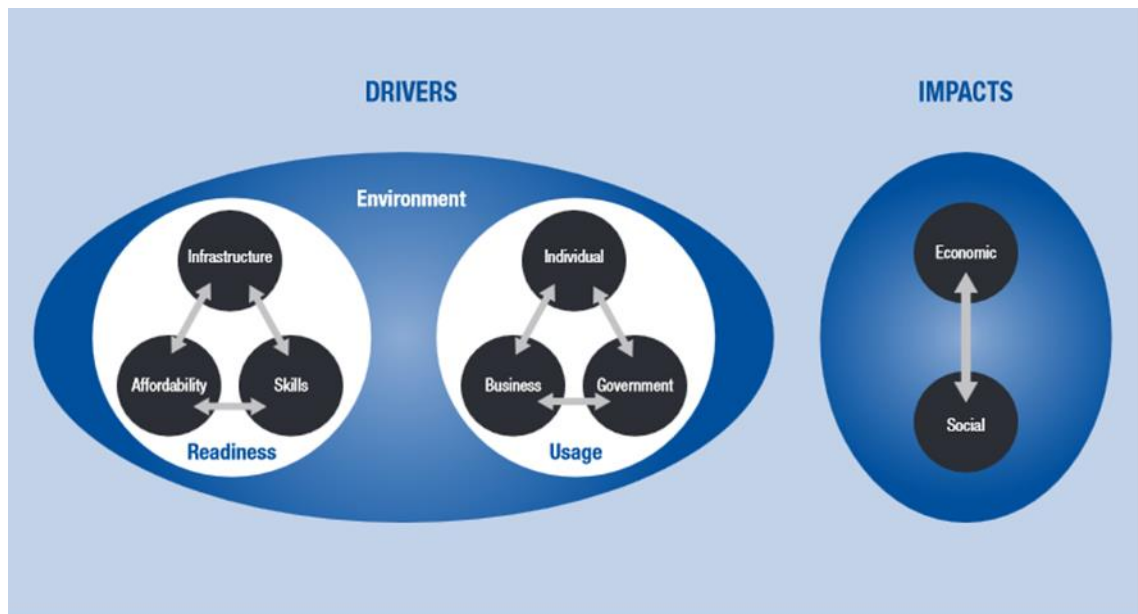 DRIVERS
IMPACTS
Environment
Infrastructure
Affordability
Skills
Readiness
Individual
Business
Government
Usage
Economic
Social